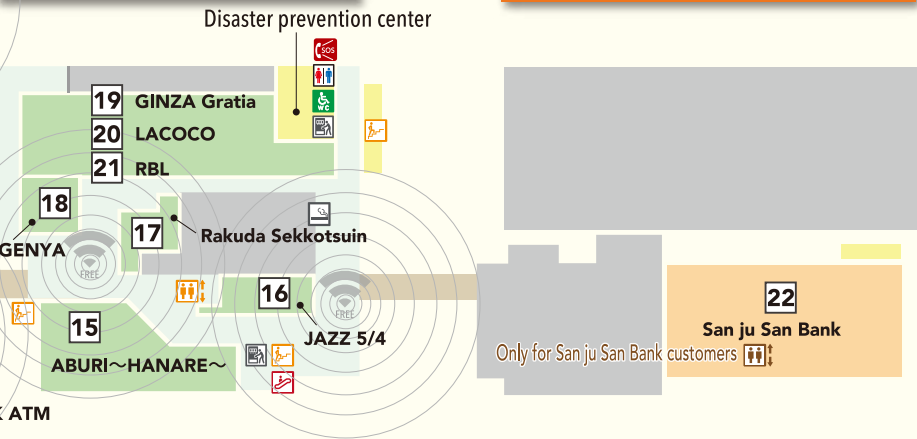 Disaster prevention center
SOS
WC
19 GINZA Gratia
20 LACOCO
21 RBL
18
GENYA
17
Rakuda Sekkotsuin
FREE
16
FREE
JAZZ 5/4
15
ABURI～HANARE～
22
San ju San Bank
Only for San ju San Bank customers
ATM